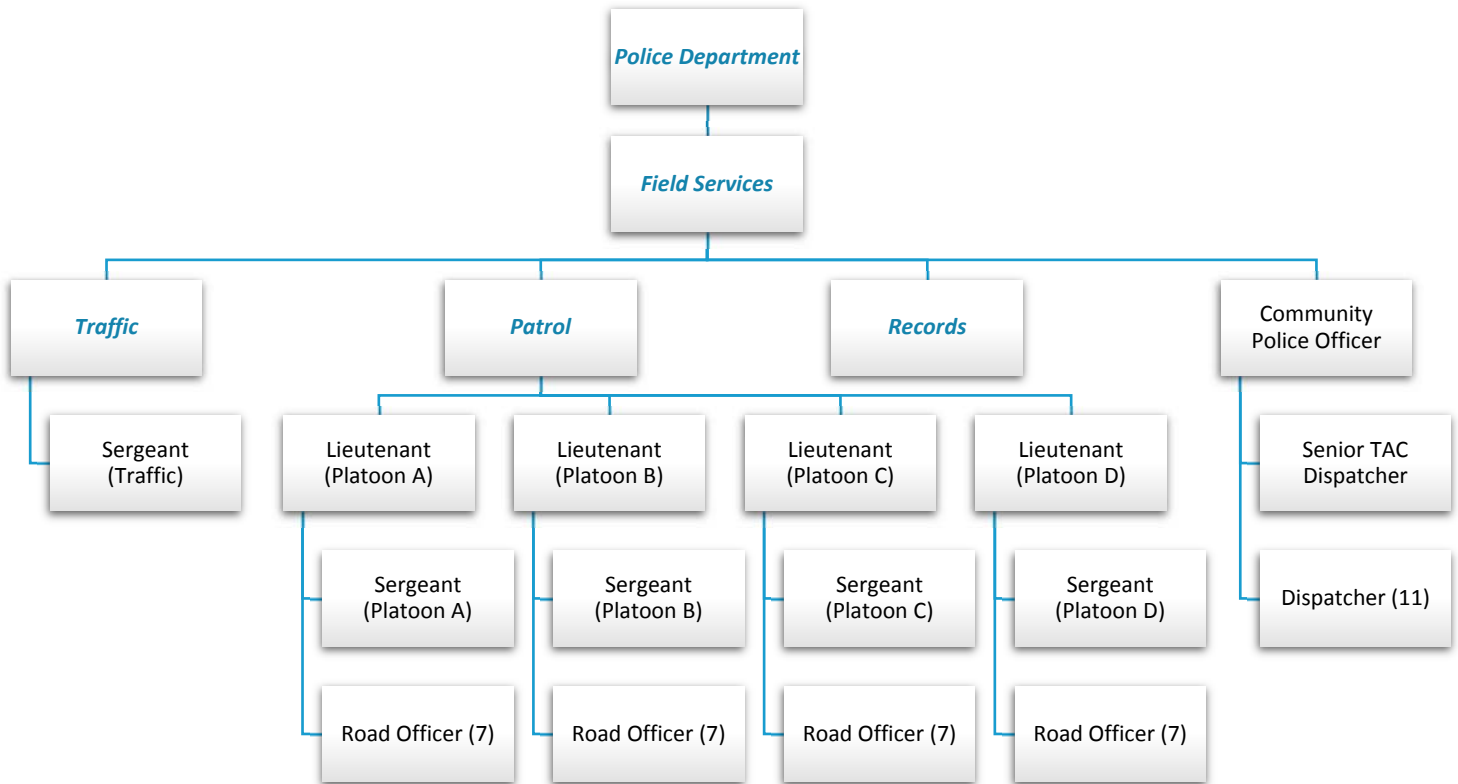 Police Department
Field Services
Traffic
Patrol
Records
Community
Police Officer
Sergeant
(Traffic)
Lieutenant
(Platoon A)
Lieutenant
(Platoon B)
Lieutenant
(Platoon C)
Lieutenant
(Platoon D)
Senior TAC
Dispatcher
Sergeant
(Platoon A)
Sergeant
(Platoon B)
Sergeant
(Platoon C)
Sergeant
(Platoon D)
Dispatcher (11)
Road Officer (7)
Road Officer (7)
Road Officer (7)
Road Officer (7)